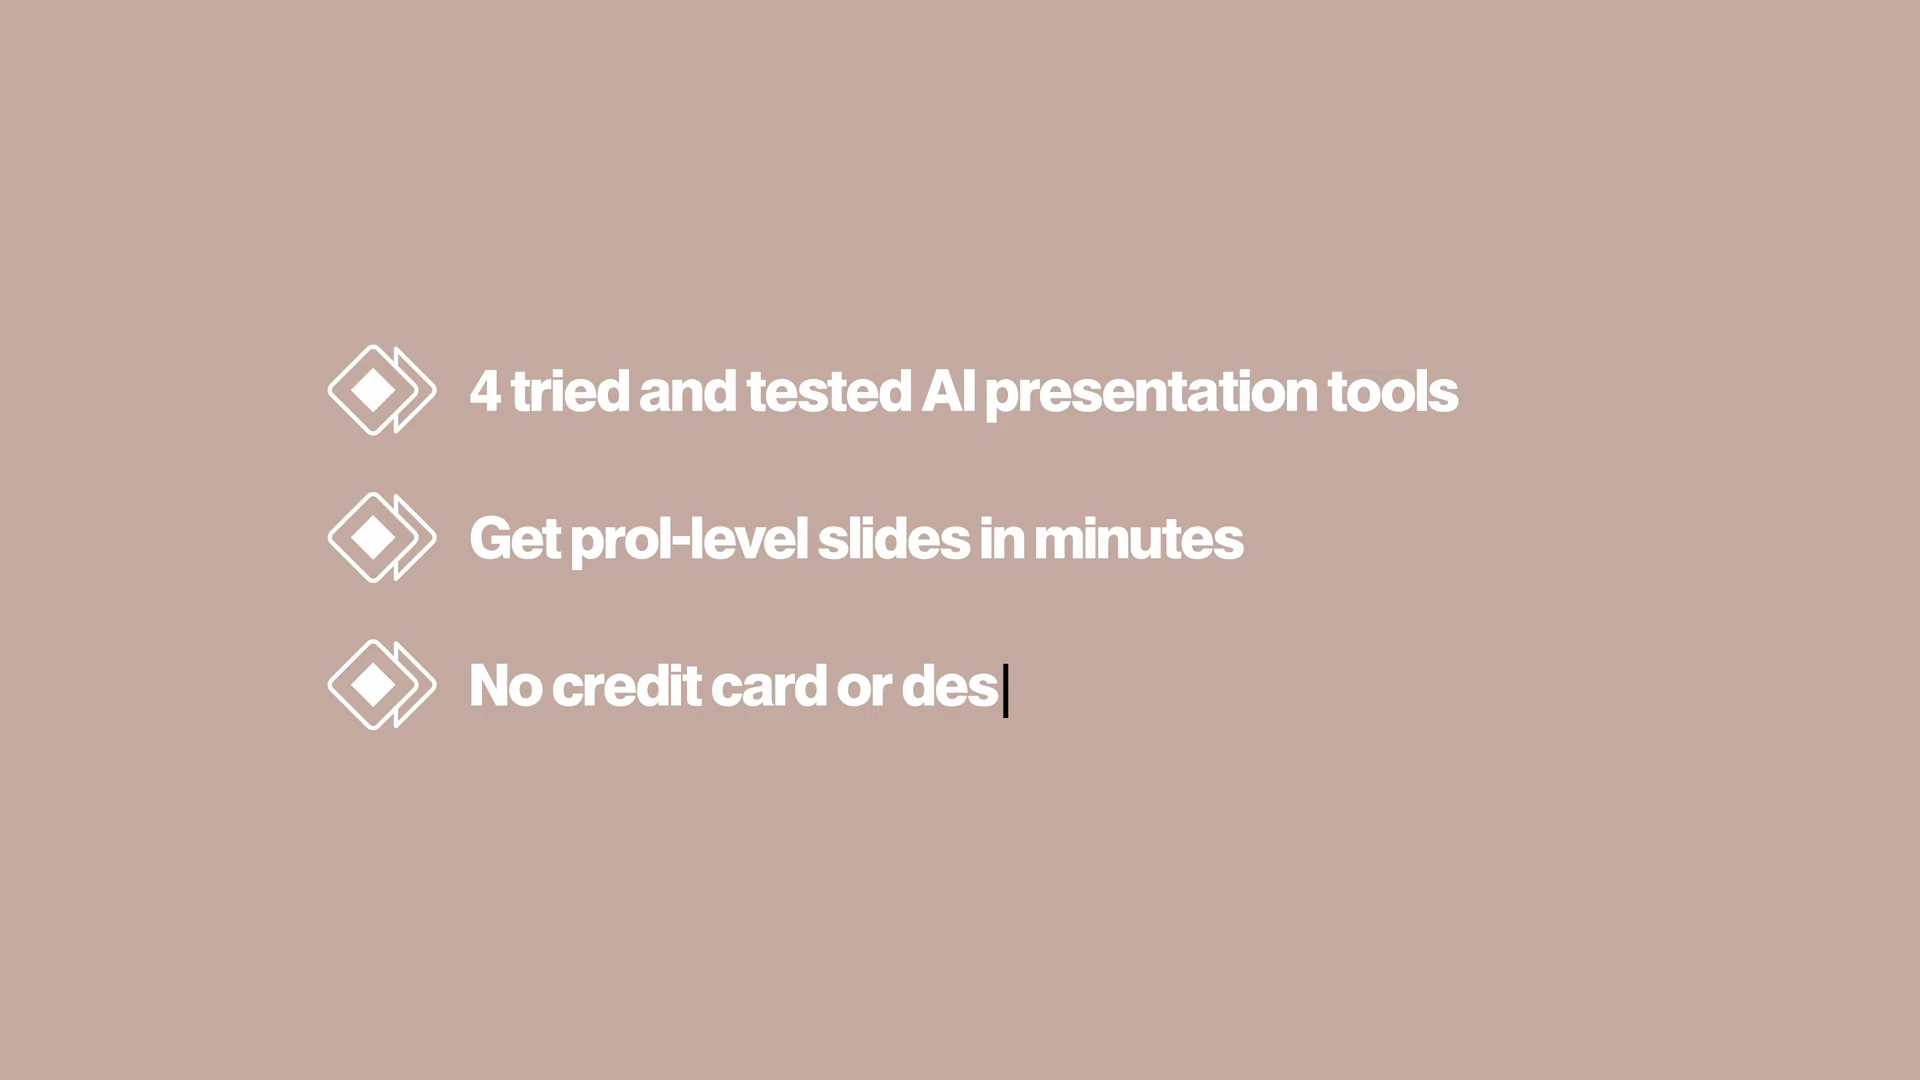 4 tried and tested AI presentation tools
Get prol-level slides in minutes
No credit card or des